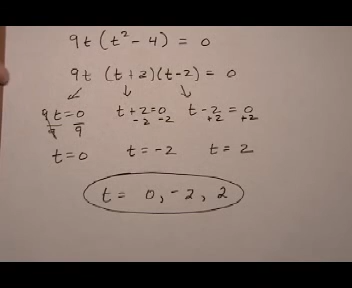 9t (t² - 4) = 0
9t (t+2)(t-2) = 0
9t = 0 t+2=0 t-2=0
9 9 -2 -2 +2 +2
t=0 t=-2 t=2
t= 0, -2, 2